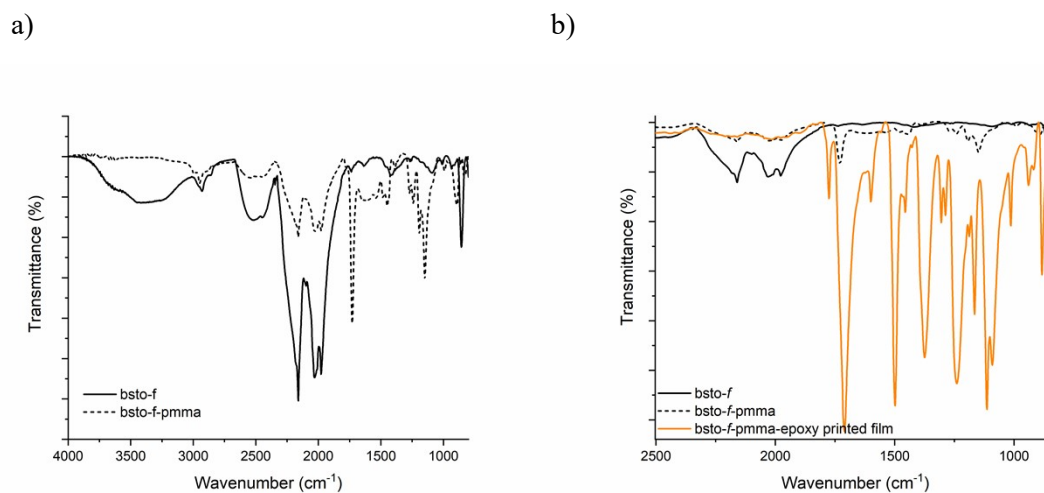 a)
b)
Transmittance (%)
bsto-f
bsto-f-pmma
4000 3500 3000 2500 2000 1500 1000
Wavenumber (cm⁻¹)
Transmittance (%)
bsto-f
bsto-f-pmma
bsto-f-pmma-epoxy printed film
2500 2000 1500 1000
Wavenumber (cm⁻¹)